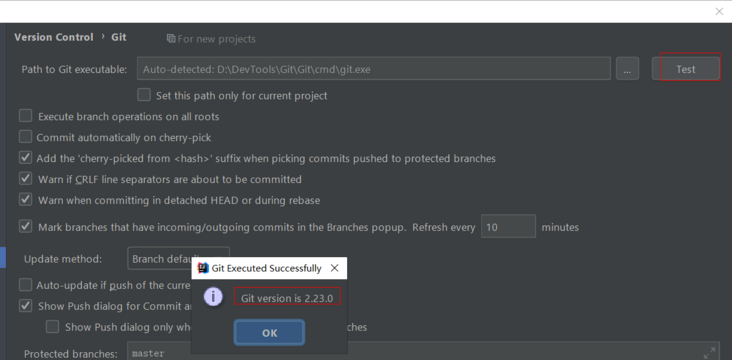 Version Control › Git
For new projects
Path to Git executable: Auto-detected: D:\DevTools\Git\Git\cmd\git.exe ... Test
Set this path only for current project
Execute branch operations on all roots
Commit automatically on cherry-pick
Add the 'cherry-picked from <hash>' suffix when picking commits pushed to protected branches
Warn if CRLF line separators are about to be committed
Warn when committing in detached HEAD or during rebase
Mark branches that have incoming/outgoing commits in the Branches popup. Refresh every 10 minutes
Update method: Branch defau
Git Executed Successfully
Auto-update if push of the curre
Git version is 2.23.0
Show Push dialog for Commit a
Show Push dialog only whe
ches
OK
Protected branches: master